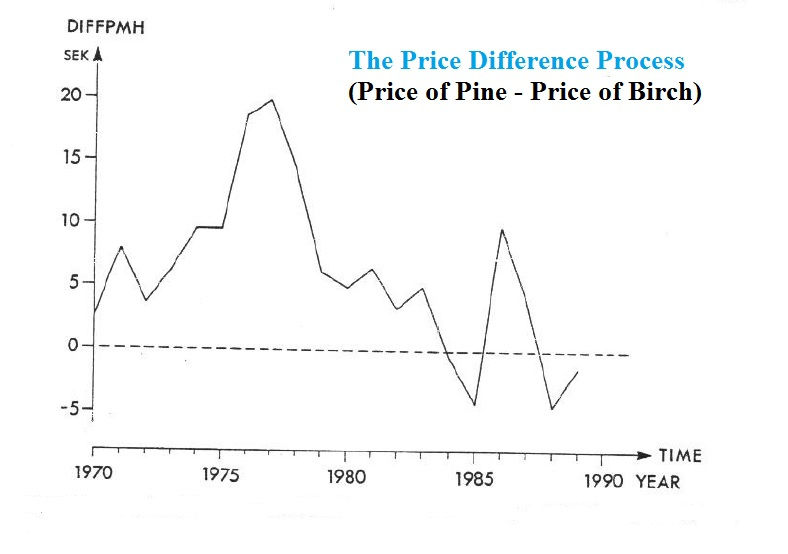 DIFFPMH
SEK
The Price Difference Process
(Price of Pine - Price of Birch)
20
15
10
5
0
-5
TIME
1970 1975 1980 1985 1990 YEAR